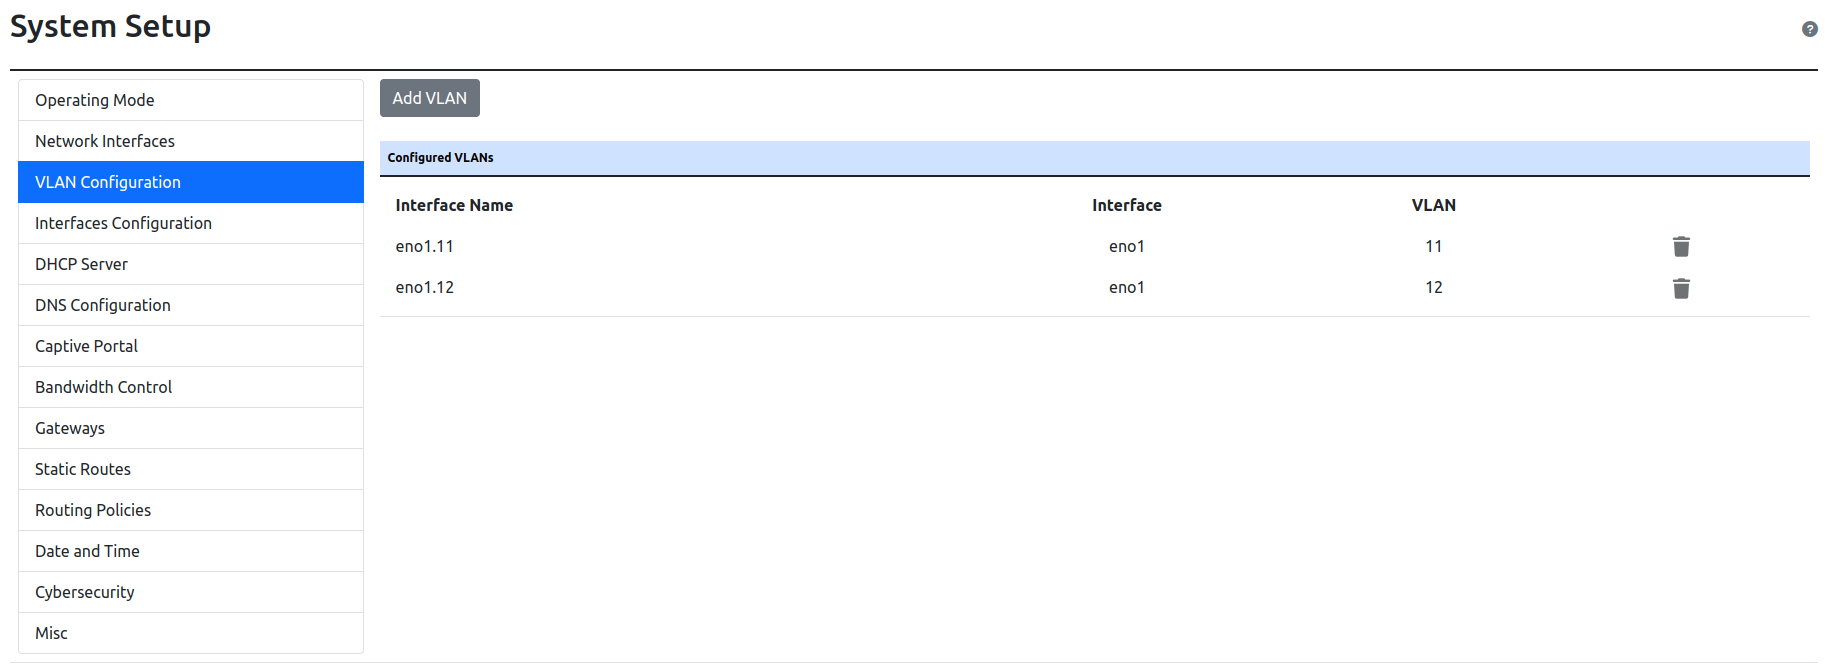 System Setup
?
Operating Mode
Network Interfaces
VLAN Configuration
Interfaces Configuration
DHCP Server
DNS Configuration
Captive Portal
Bandwidth Control
Gateways
Static Routes
Routing Policies
Date and Time
Cybersecurity
Misc
Add VLAN
Configured VLANs
Interface Name Interface VLAN
eno1.11 eno1 11
eno1.12 eno1 12